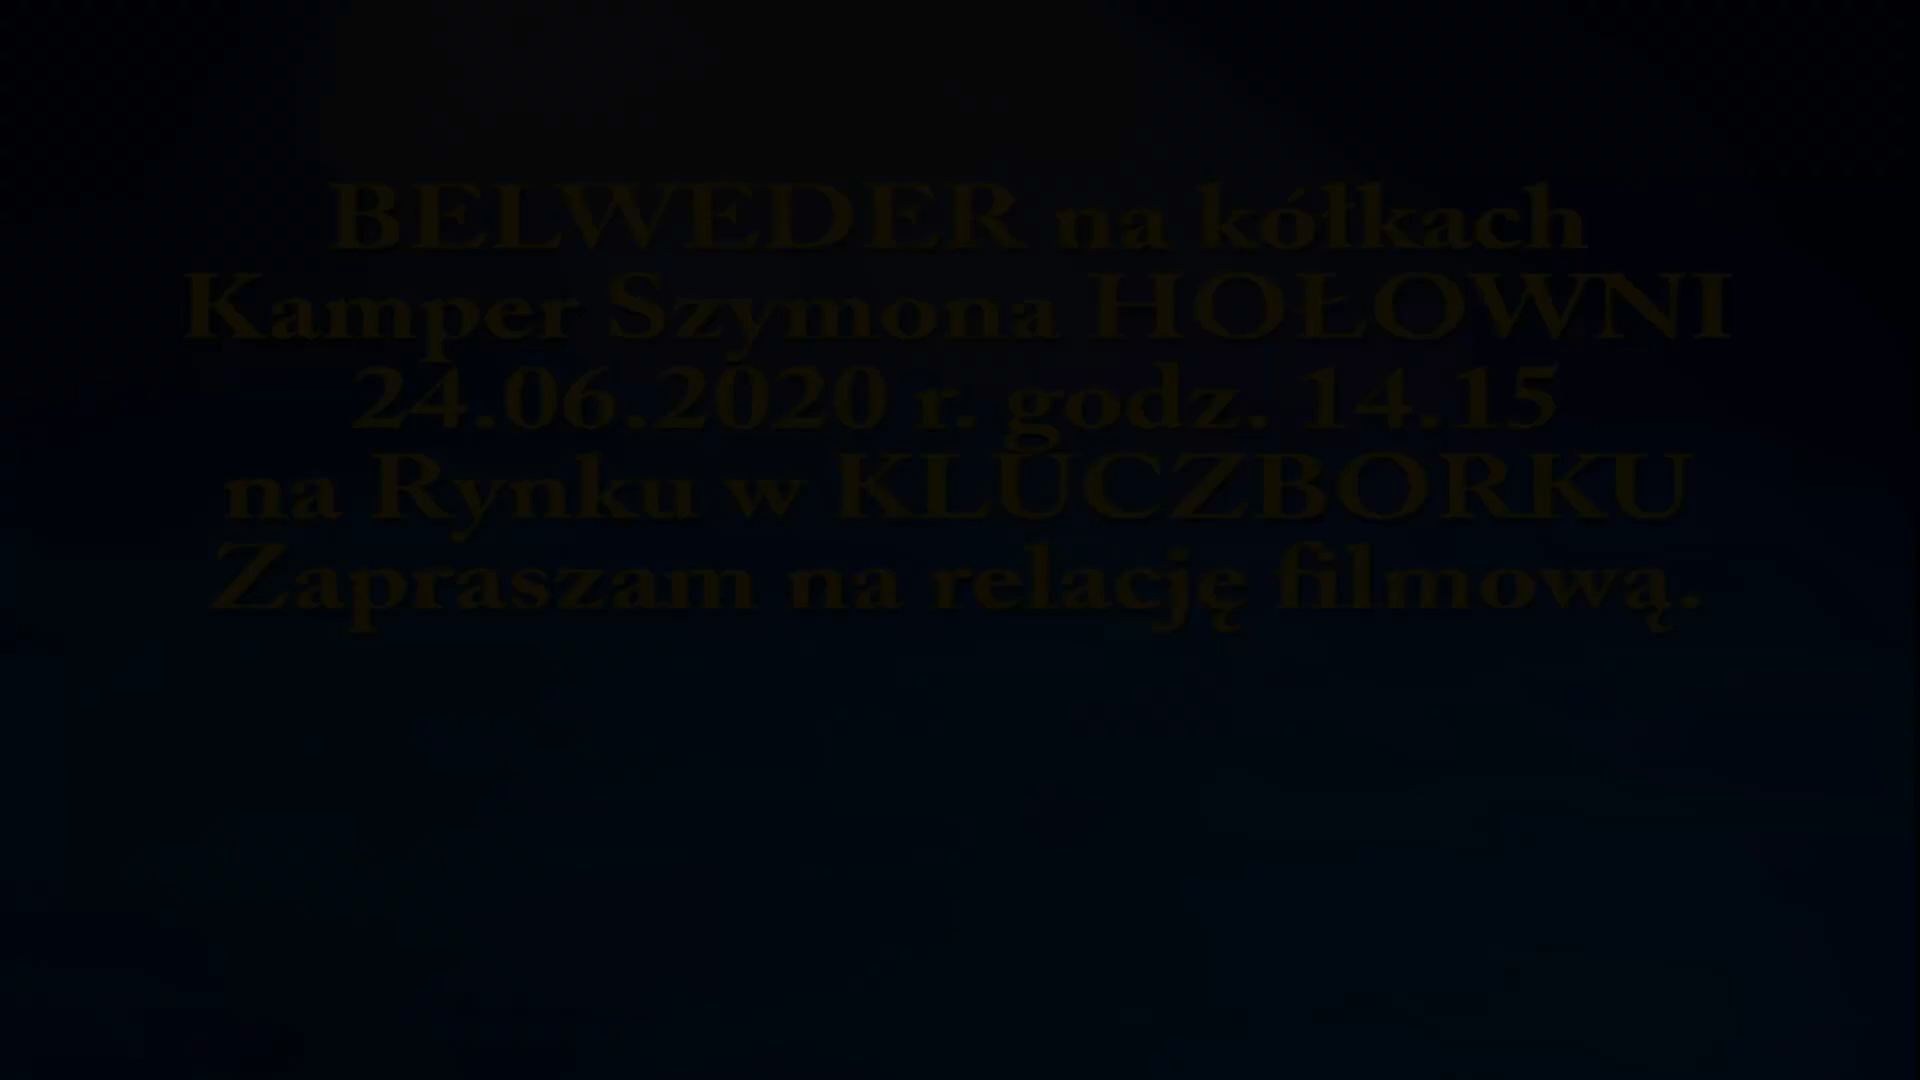 BELWEDER na kółkach
Kamper Szymona HOŁOWNI
24.06.2020 r. godz. 14.15
na Rynku w KLUCZBORKU
Zapraszam na relację filmową.